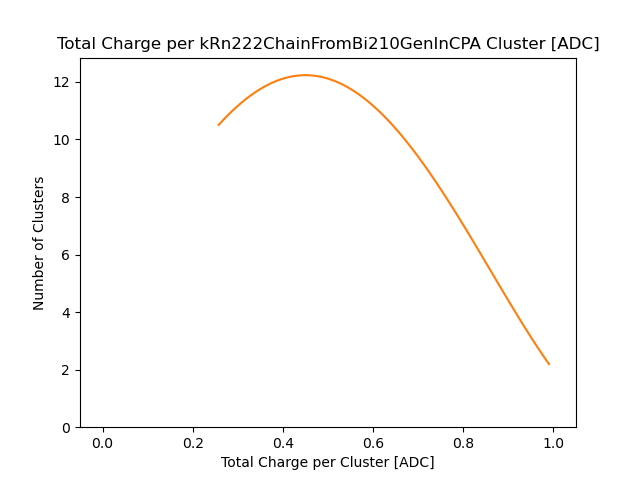 Total Charge per kRn222ChainFromBi210GenInCPA Cluster [ADC]
12
10
8
6
4
2
0
Number of Clusters
0.0 0.2 0.4 0.6 0.8 1.0
Total Charge per Cluster [ADC]